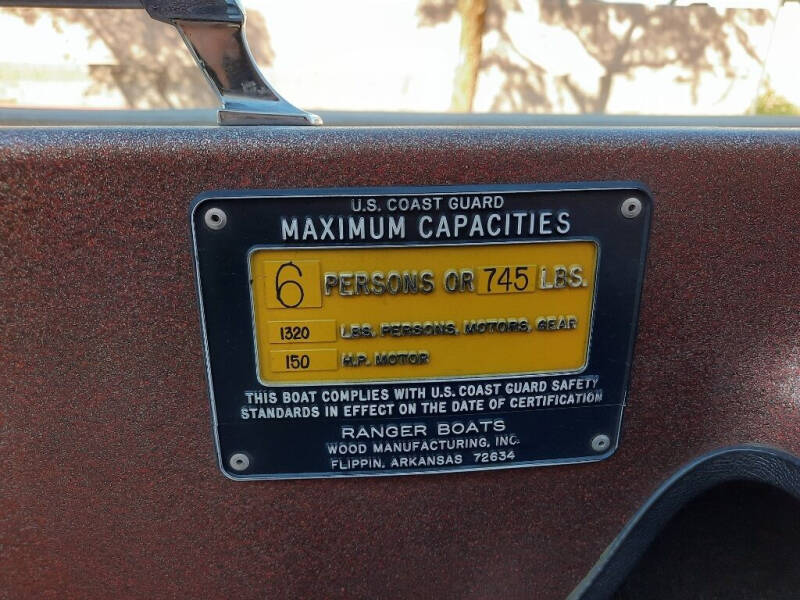 U.S. COAST GUARD
MAXIMUM CAPACITIES
6 PERSONS OR 745 LBS.
1320 LBS. PERSONS, MOTORS, GEAR
150 H.P. MOTOR
THIS BOAT COMPLIES WITH U.S. COAST GUARD SAFETY
STANDARDS IN EFFECT ON THE DATE OF CERTIFICATION
RANGER BOATS
WOOD MANUFACTURING, INC.
FLIPPIN, ARKANSAS 72634